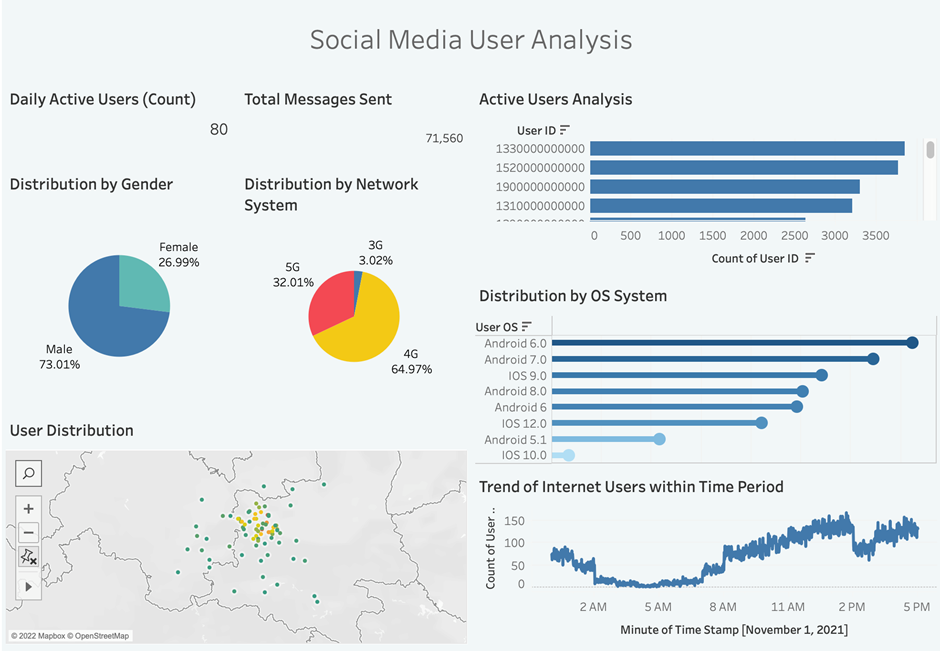 Social Media User Analysis
Daily Active Users (Count)
80
Total Messages Sent
71,560
Distribution by Gender
Female
26.99%
Male
73.01%
Distribution by Network
System
3G
3.02%
5G
32.01%
4G
64.97%
User Distribution
© 2022 Mapbox © OpenStreetMap
Active Users Analysis
User ID
1330000000000
1520000000000
1900000000000
1310000000000
0 500 1000 1500 2000 2500 3000 3500
Count of User ID
Distribution by OS System
User OS
Android 6.0
Android 7.0
IOS 9.0
Android 8.0
Android 6
IOS 12.0
Android 5.1
IOS 10.0
Trend of Internet Users within Time Period
Count of User ..
150
100
50
0
2 AM 5 AM 8 AM 11 AM 2 PM 5 PM
Minute of Time Stamp [November 1, 2021]